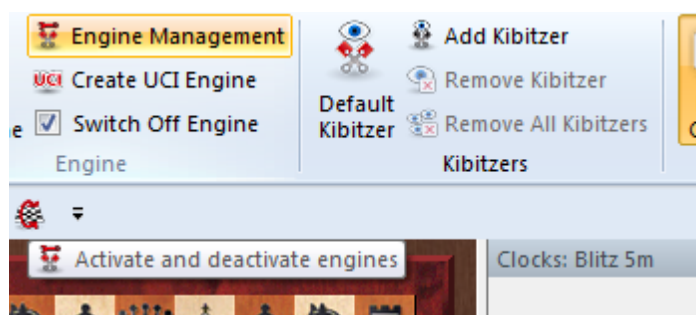 Engine Management
UCI Create UCI Engine
Switch Off Engine
Engine
Default
Kibitzer
Add Kibitzer
Remove Kibitzer
Remove All Kibitzers
Kibitzers
Activate and deactivate engines
Clocks: Blitz 5m